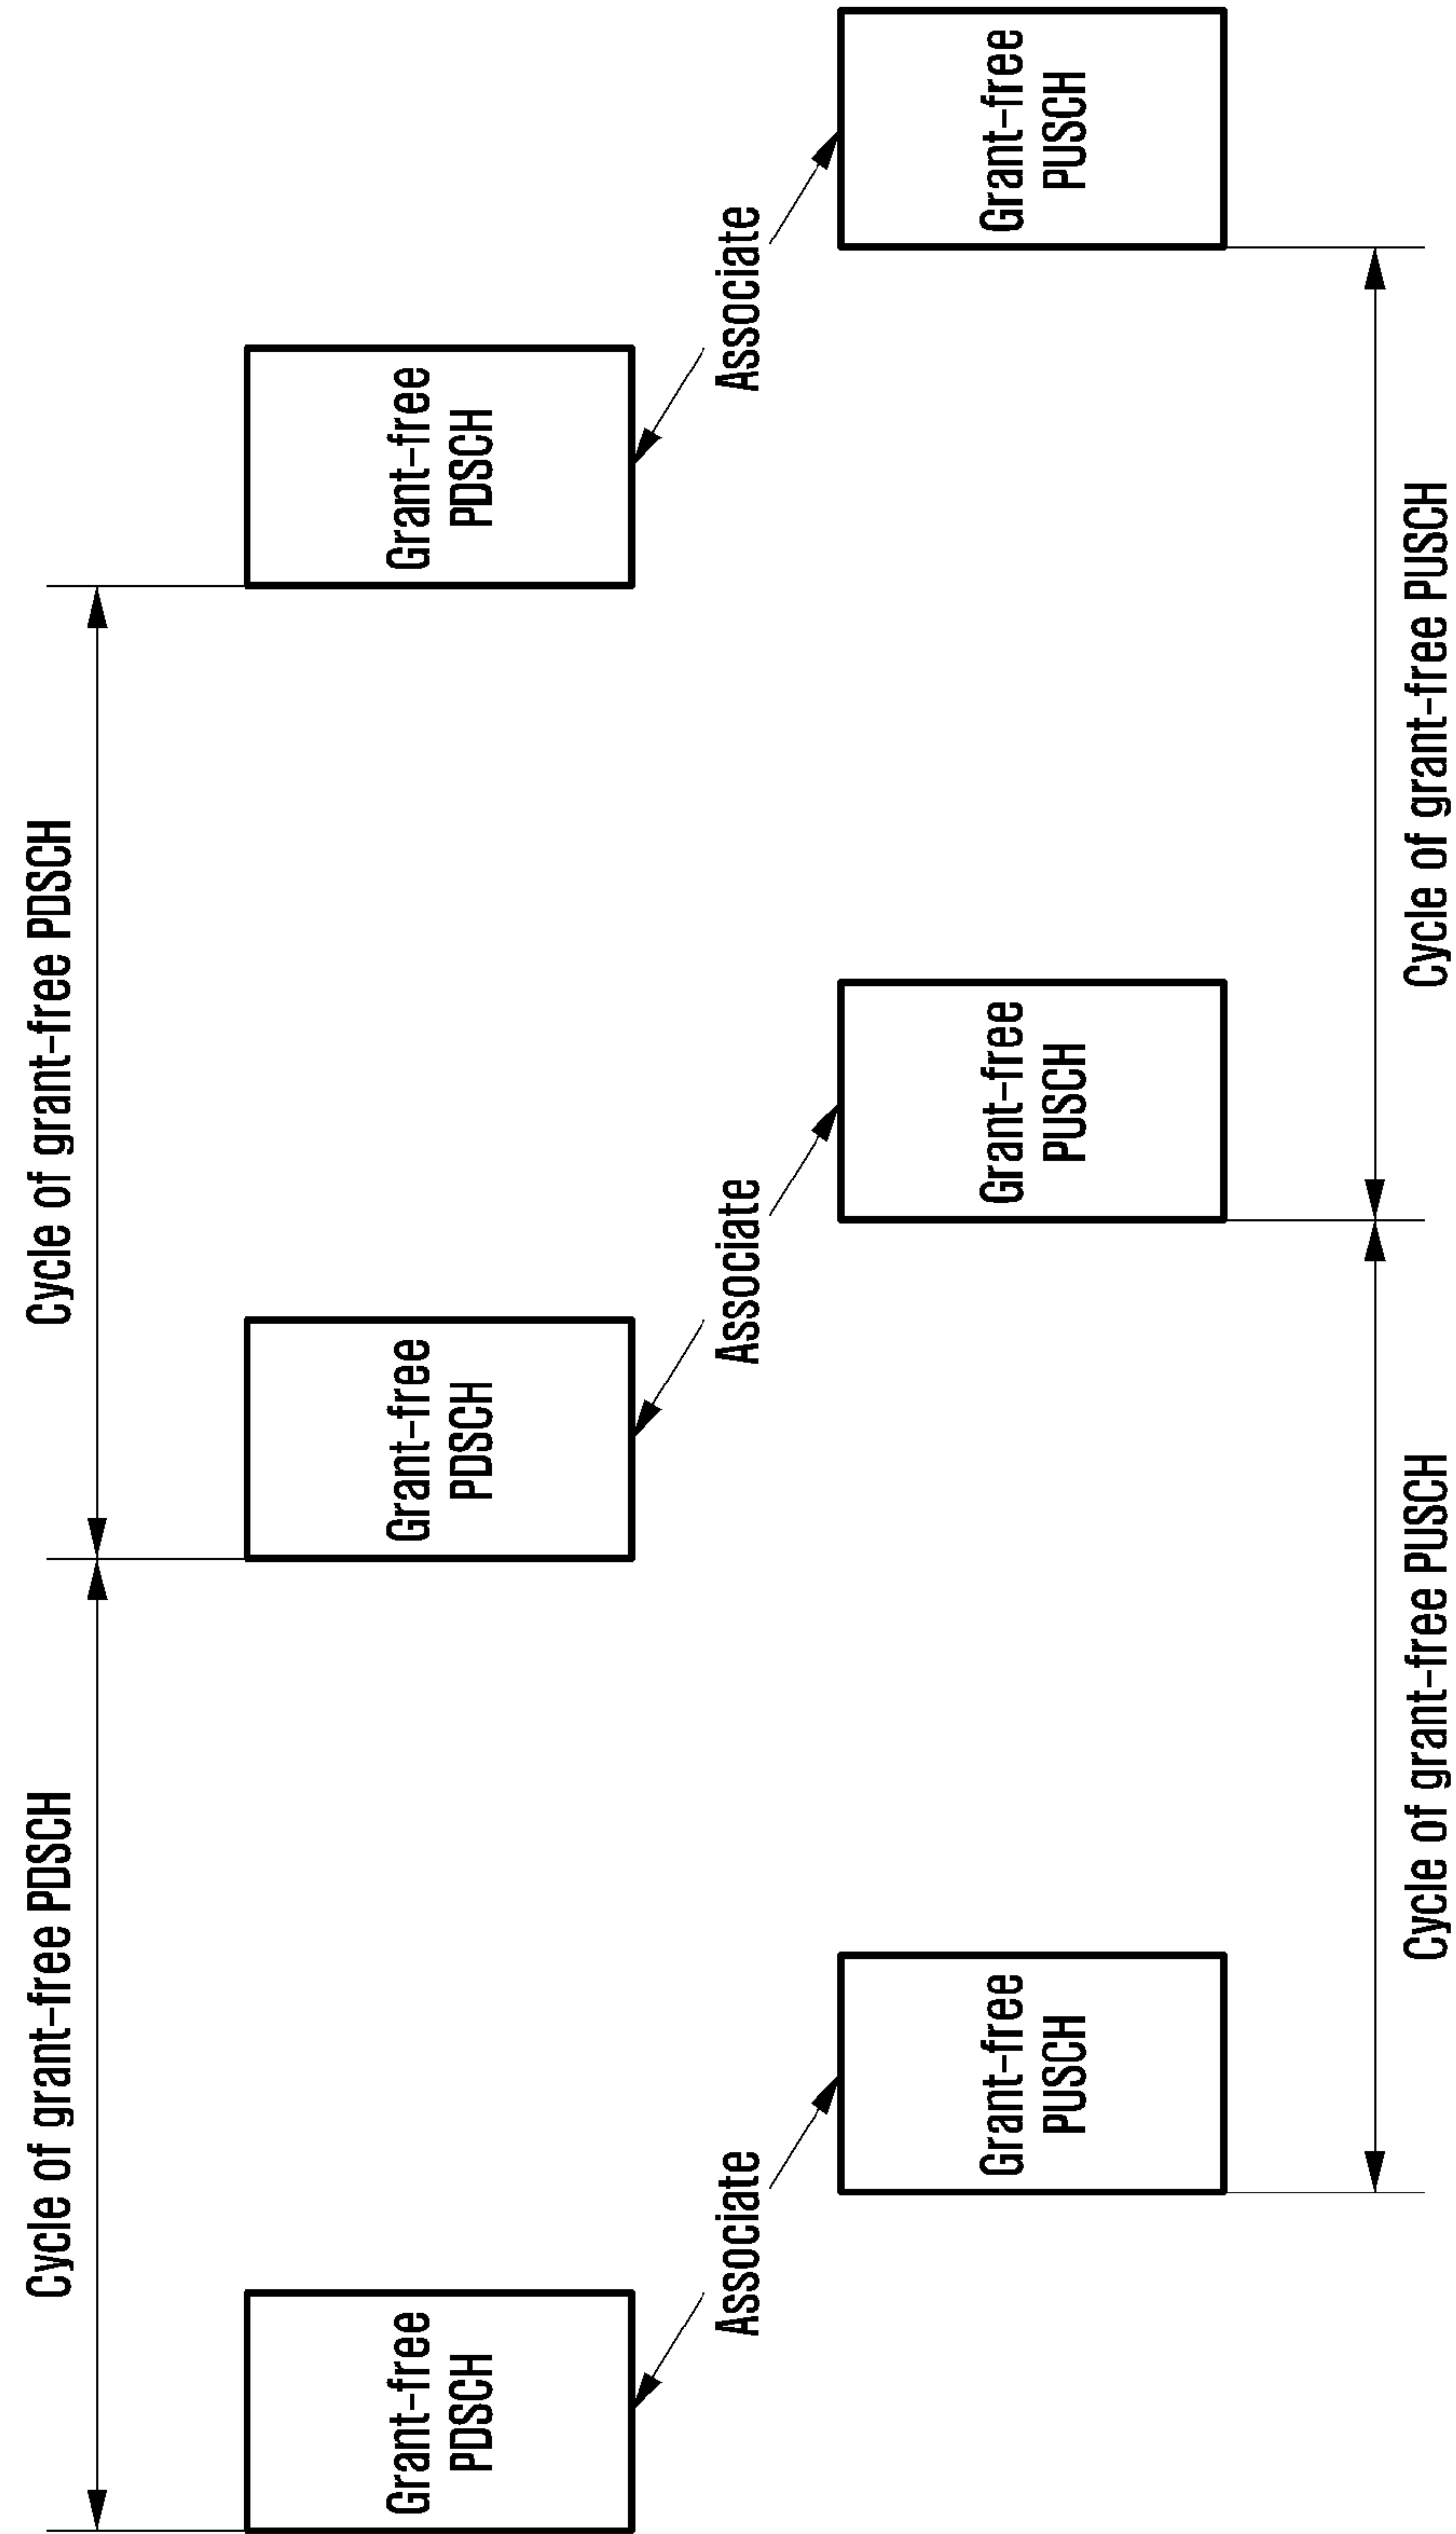 Cycle of grant-free PDSCH
Cycle of grant-free PDSCH
Grant-free
PDSCH
Grant-free
PDSCH
Grant-free
PDSCH
Associate
Associate
Associate
Grant-free
PUSCH
Grant-free
PUSCH
Grant-free
PUSCH
Cycle of grant-free PUSCH
Cycle of grant-free PUSCH